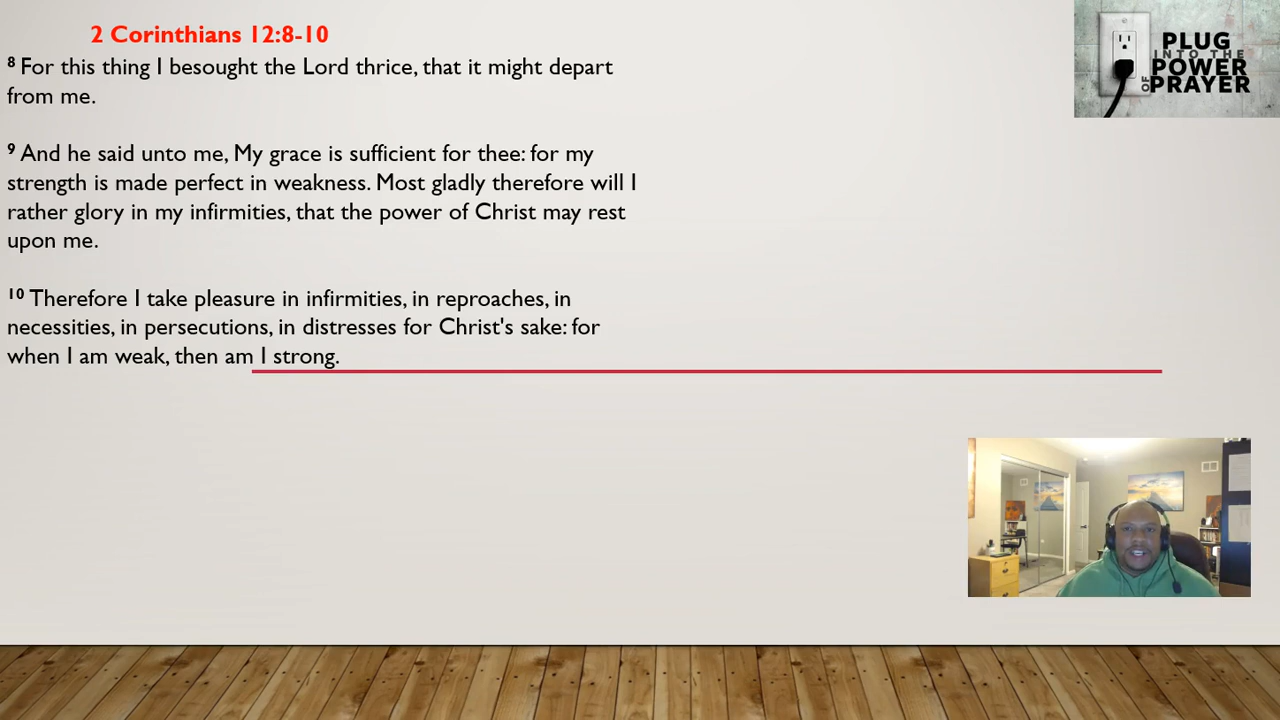 2 Corinthians 12:8-10
8 For this thing I besought the Lord thrice, that it might depart
from me.
9 And he said unto me, My grace is sufficient for thee: for my
strength is made perfect in weakness. Most gladly therefore will I
rather glory in my infirmities, that the power of Christ may rest
upon me.
10 Therefore I take pleasure in infirmities, in reproaches, in
necessities, in persecutions, in distresses for Christ's sake: for
when I am weak, then am I strong.
PLUG
INTO THE
POWER
OF PRAYER